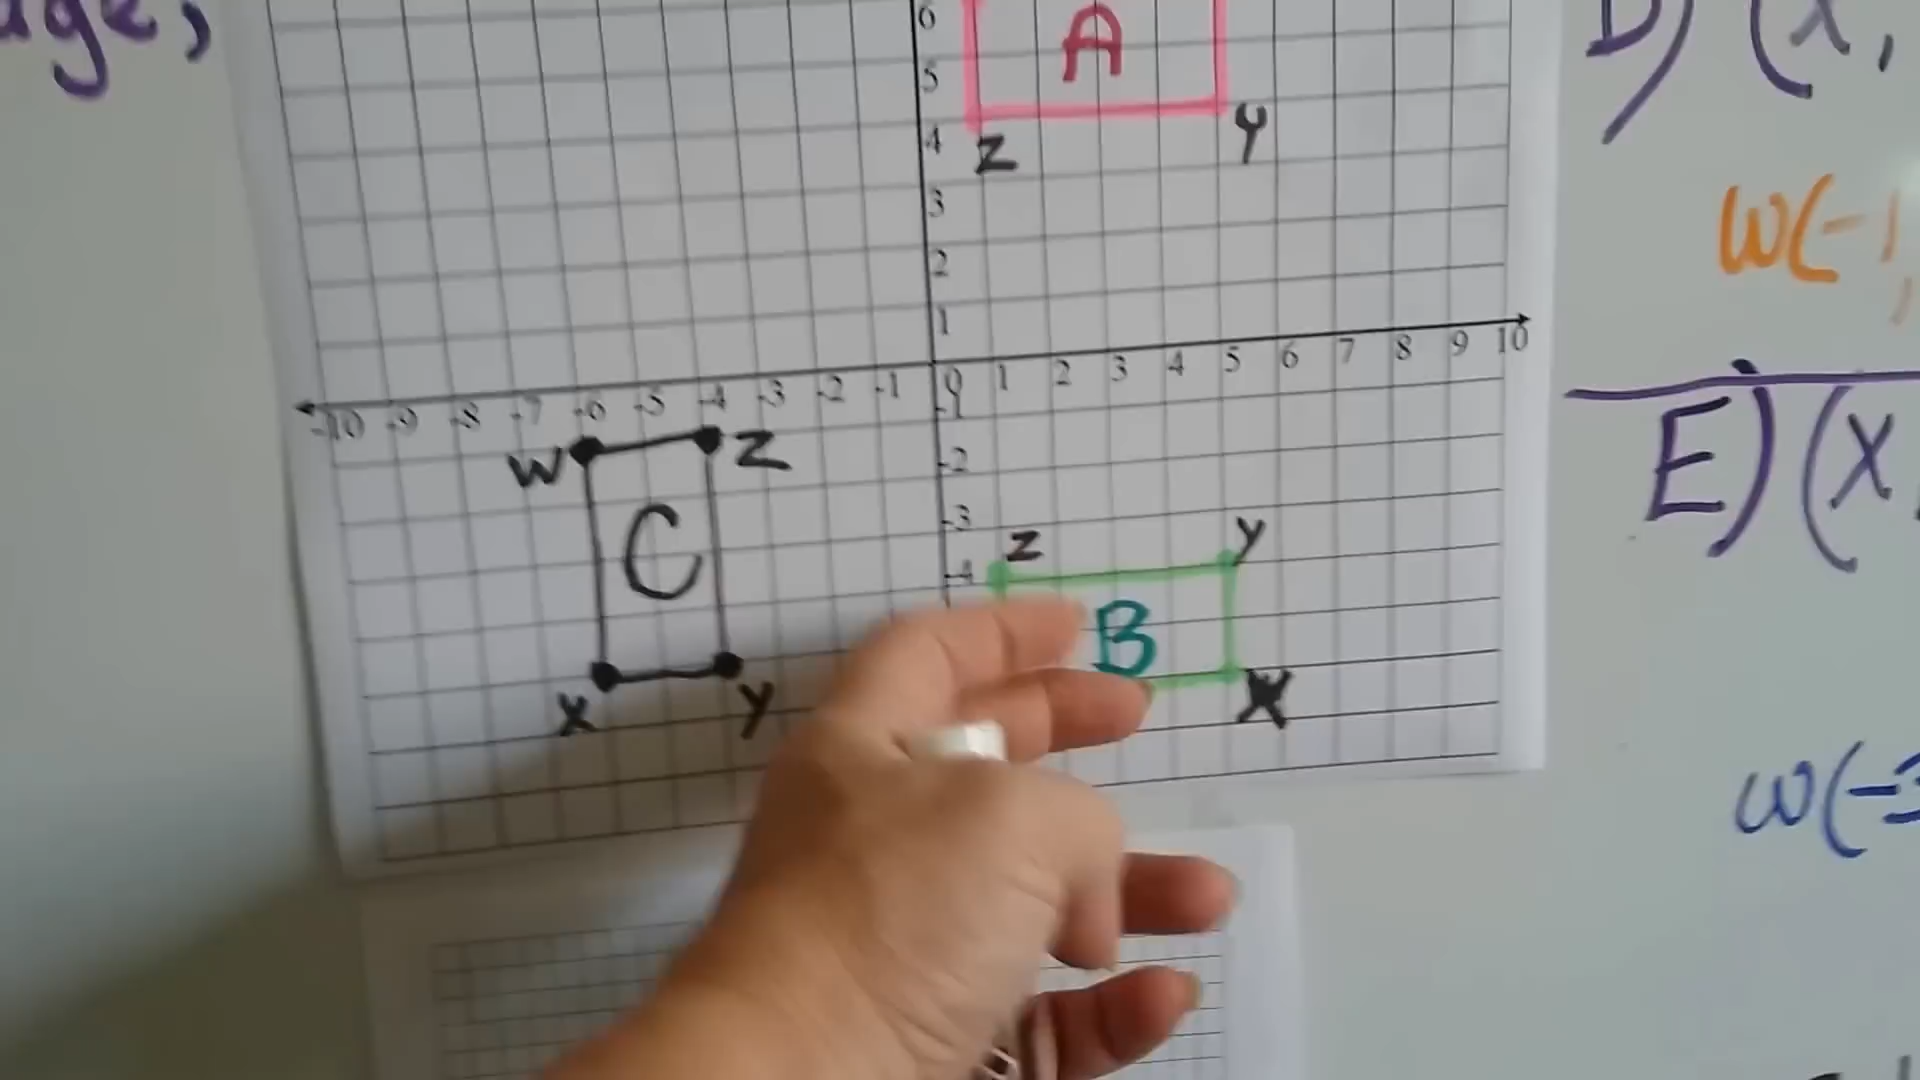 age,
6
A
5
4
Z Y
3
2
1
-10 -9 -8 -7 -6 -5 -4 -3 -2 -1 0 1 2 3 4 5 6 7 8 9 10
-1
W Z
-2
C
-3
Z Y
-4
B
X Y
X
D) (X,
W(-1,
E) (X
W(-3